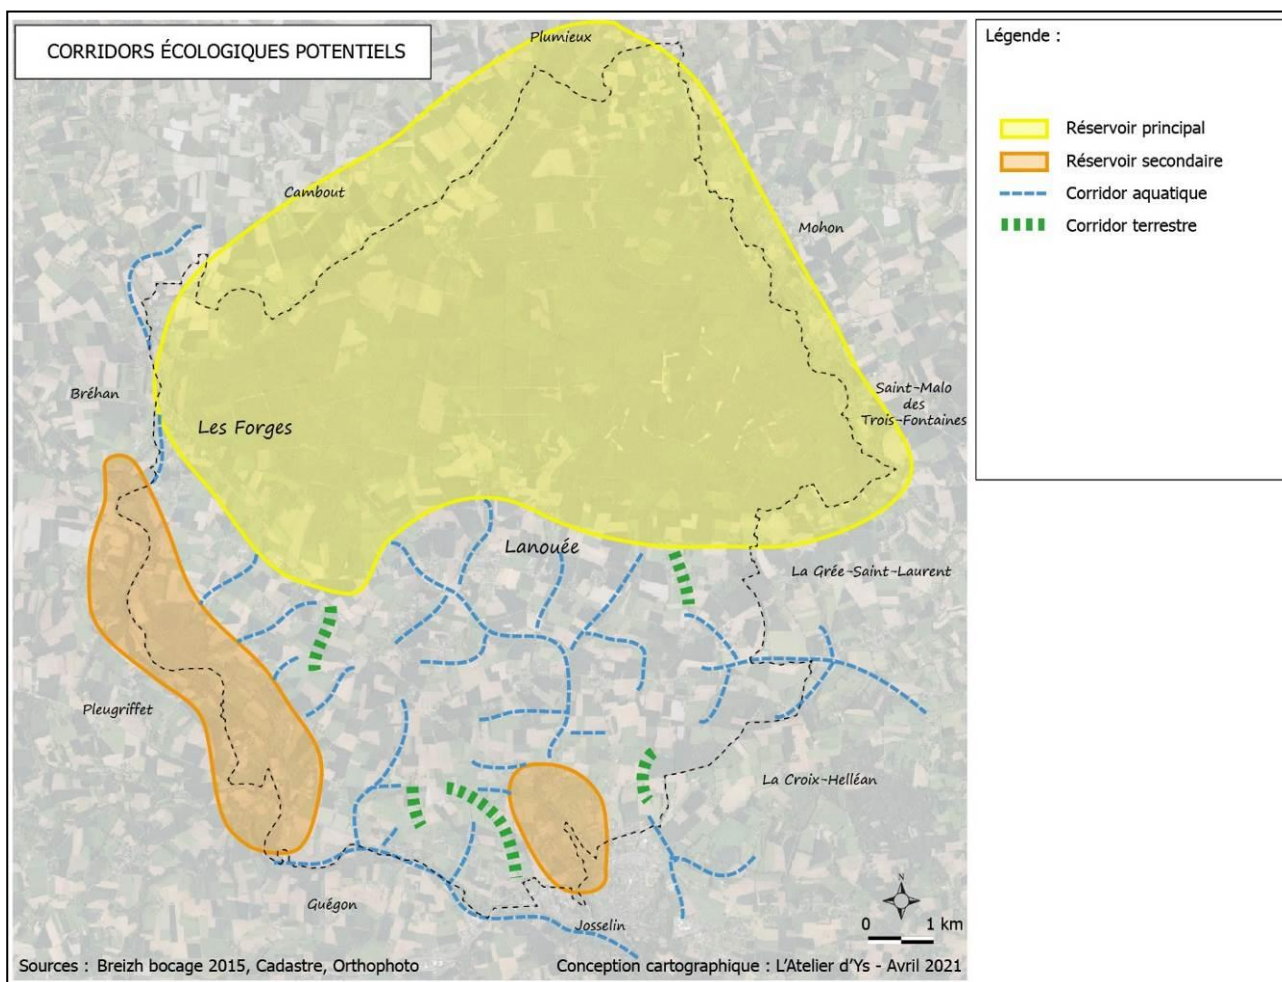 CORRIDORS ÉCOLOGIQUES POTENTIELS
Plumieux
Cambout
Mohon
Bréhan
Les Forges
Saint-Malo
des
Trois-Fontaines
Lanouée
La Grée-Saint-Laurent
Pleugriffet
La Croix-Helléan
Guégon
Josselin
N
0 1 km
Sources : Breizh bocage 2015, Cadastre, Orthophoto
Conception cartographique : L'Atelier d'Ys - Avril 2021
Légende :
Réservoir principal
Réservoir secondaire
Corridor aquatique
Corridor terrestre